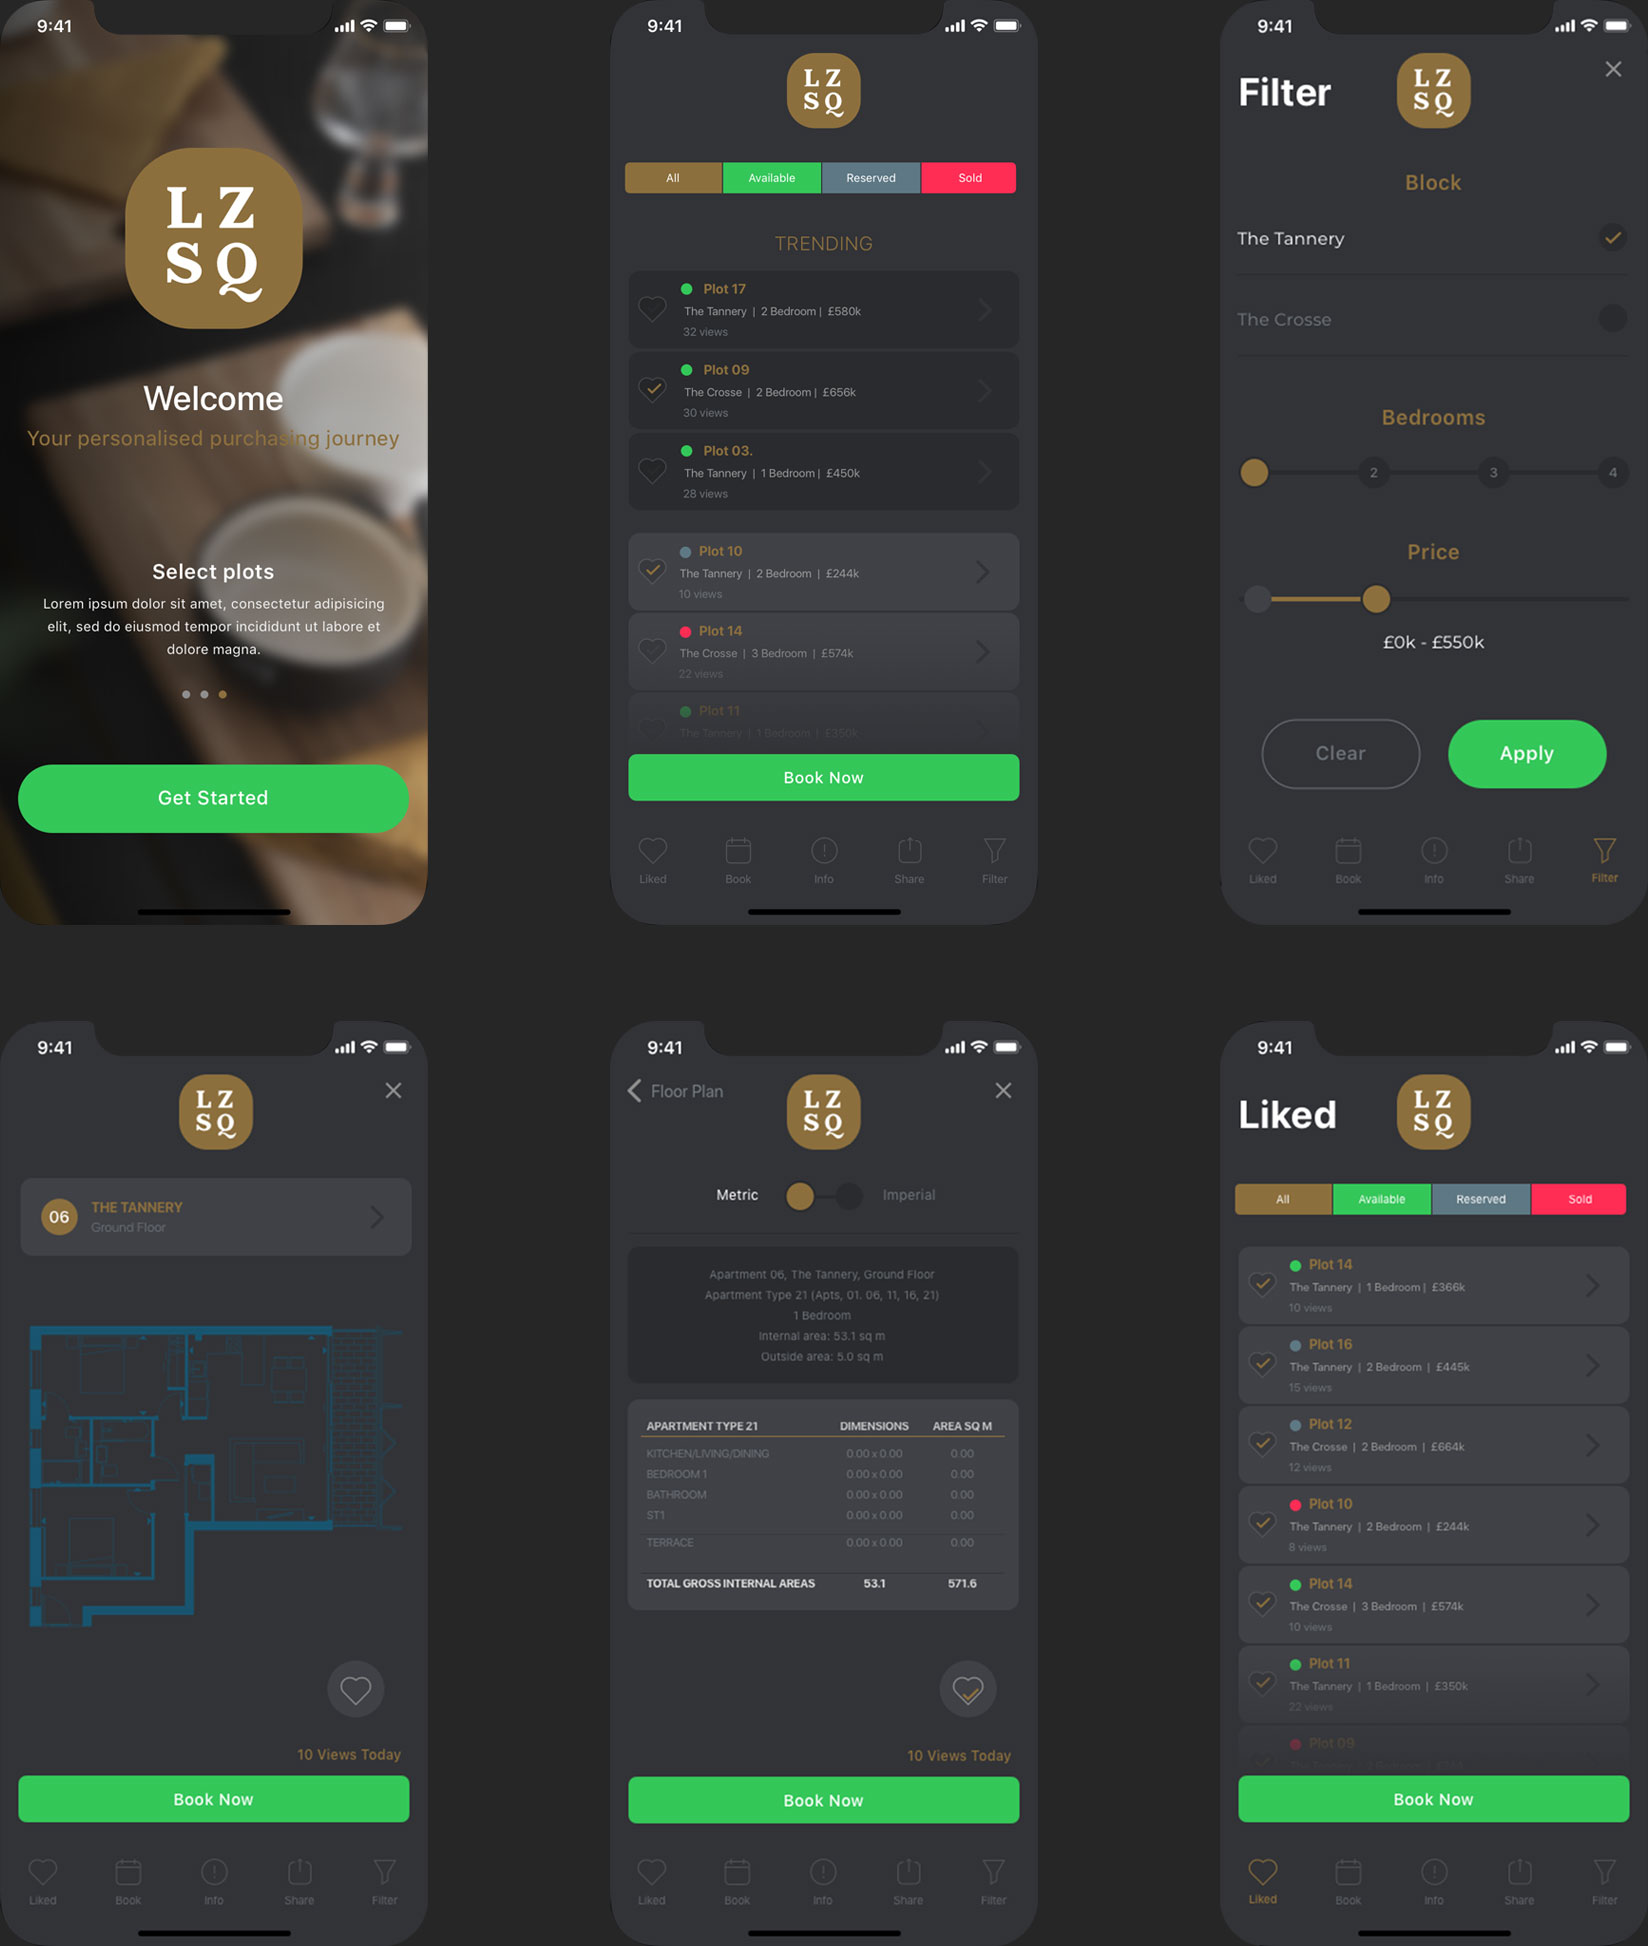 9:41
L Z
S Q
Welcome
Your personalised purchasing journey
Select plots
Lorem ipsum dolor sit amet, consectetur adipisicing
elit, sed do eiusmod tempor incididunt ut labore et
dolore magna.
Get Started
9:41
L Z
S Q
All Available Reserved Sold
TRENDING
Plot 17
The Tannery | 2 Bedroom | £580k
32 views
Plot 09
The Crosse | 2 Bedroom | £656k
30 views
Plot 03.
The Tannery | 1 Bedroom | £450k
28 views
Plot 10
The Tannery | 2 Bedroom | £244k
10 views
Plot 14
The Crosse | 3 Bedroom | £574k
22 views
Plot 11
The Tannery | 1 Bedroom | £350k
Book Now
Liked Book Info Share Filter
9:41
Filter
L Z
S Q
Block
The Tannery
The Crosse
Bedrooms
2 3 4
Price
£0k - £550k
Clear Apply
Liked Book Info Share Filter
9:41
L Z
S Q
06
THE TANNERY
Ground Floor
10 Views Today
Book Now
Liked Book Info Share Filter
9:41
Floor Plan
L Z
S Q
Metric Imperial
Apartment 06, The Tannery, Ground Floor
Apartment Type 21 (Apts, 01. 06, 11, 16, 21)
1 Bedroom
Internal area: 53.1 sq m
Outside area: 5.0 sq m
APARTMENT TYPE 21 DIMENSIONS AREA SQ M
KITCHEN/LIVING/DINING 0.00 x 0.00 0.00
BEDROOM 1 0.00 x 0.00 0.00
BATHROOM 0.00 x 0.00 0.00
ST1 0.00 x 0.00 0.00
TERRACE 0.00 x 0.00 0.00
TOTAL GROSS INTERNAL AREAS 53.1 571.6
10 Views Today
Book Now
Liked Book Info Share Filter
9:41
Liked
L Z
S Q
All Available Reserved Sold
Plot 14
The Tannery | 1 Bedroom | £366k
10 views
Plot 16
The Tannery | 2 Bedroom | £445k
15 views
Plot 12
The Crosse | 2 Bedroom | £664k
12 views
Plot 10
The Tannery | 2 Bedroom | £244k
8 views
Plot 14
The Crosse | 3 Bedroom | £574k
10 views
Plot 11
The Tannery | 1 Bedroom | £350k
22 views
Plot 09
Book Now
Liked Book Info Share Filter